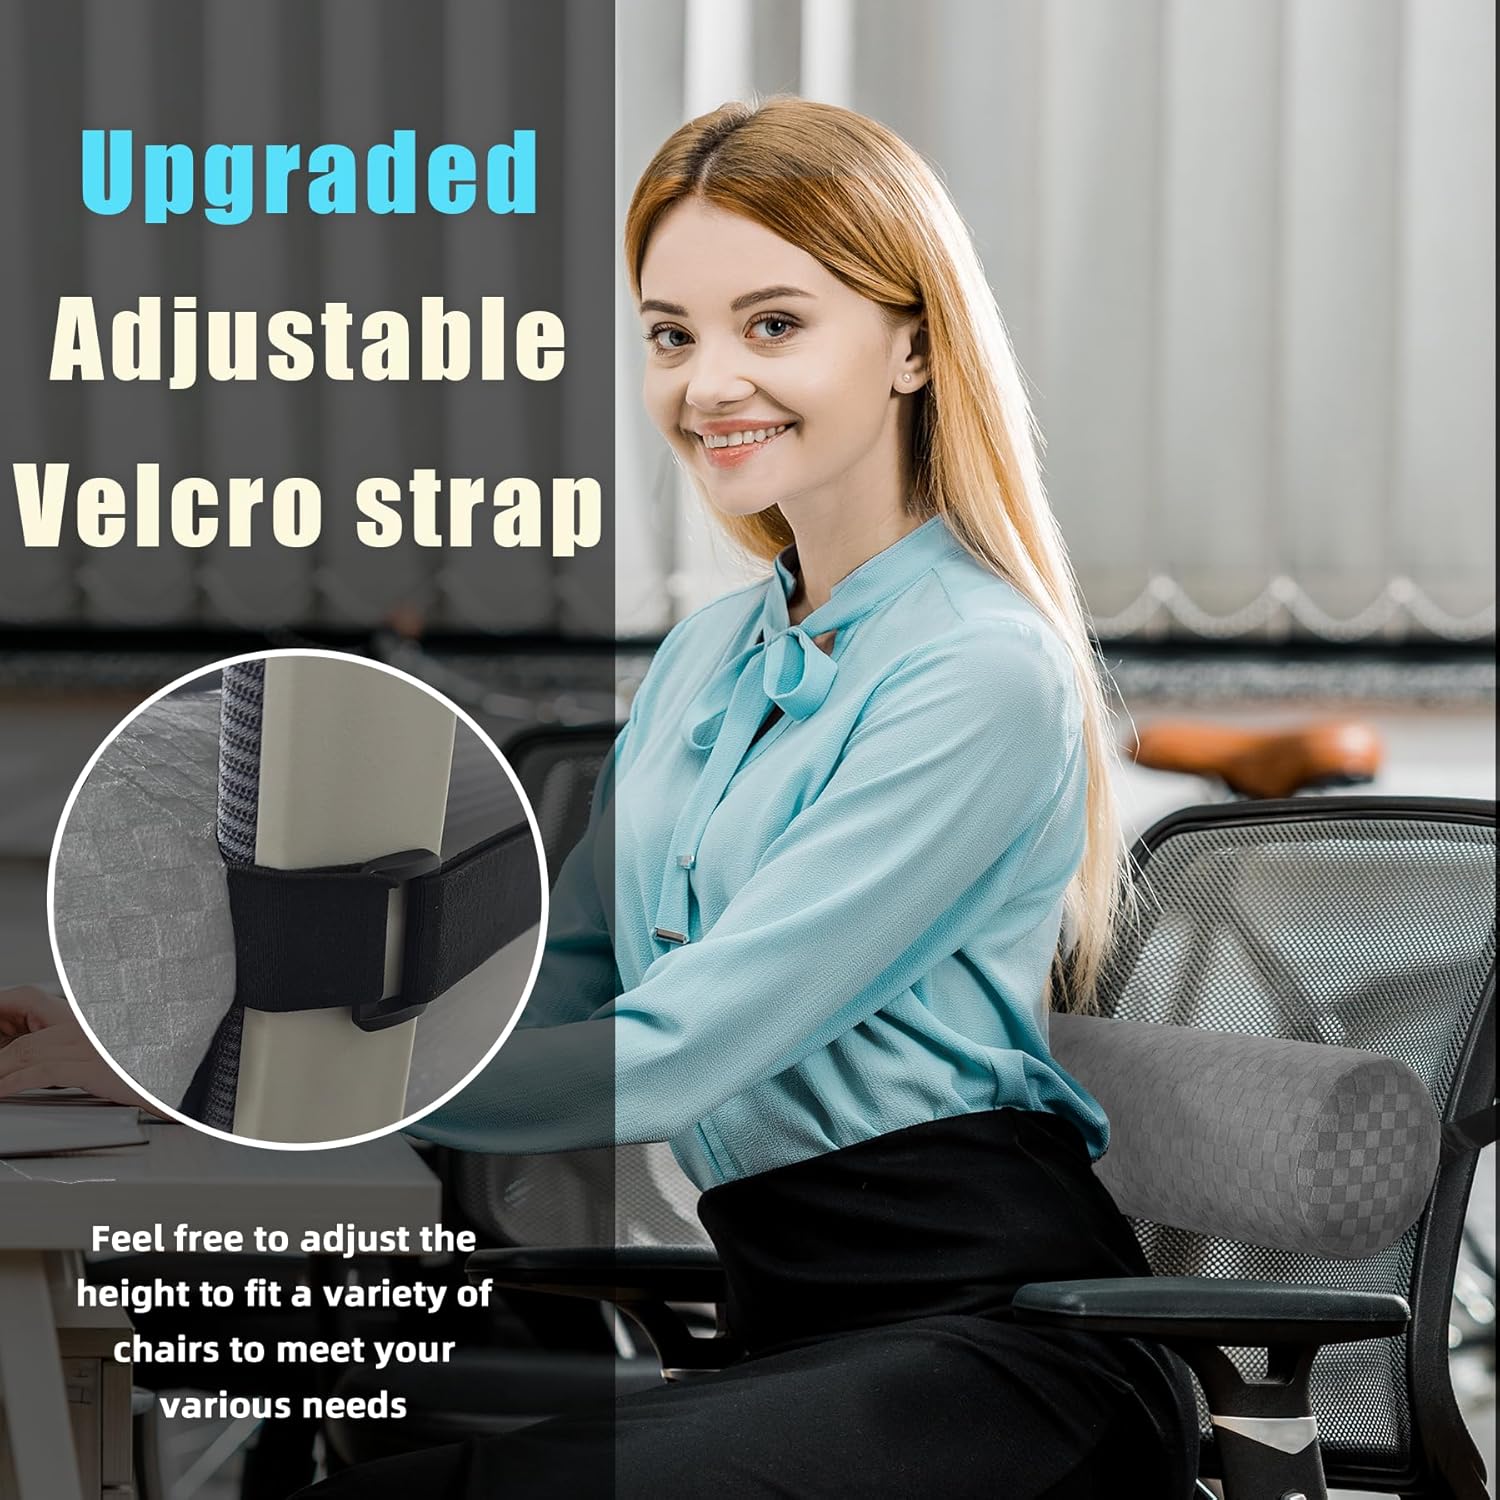 Upgraded
Adjustable
Velcro strap
Feel free to adjust the
height to fit a variety of
chairs to meet your
various needs